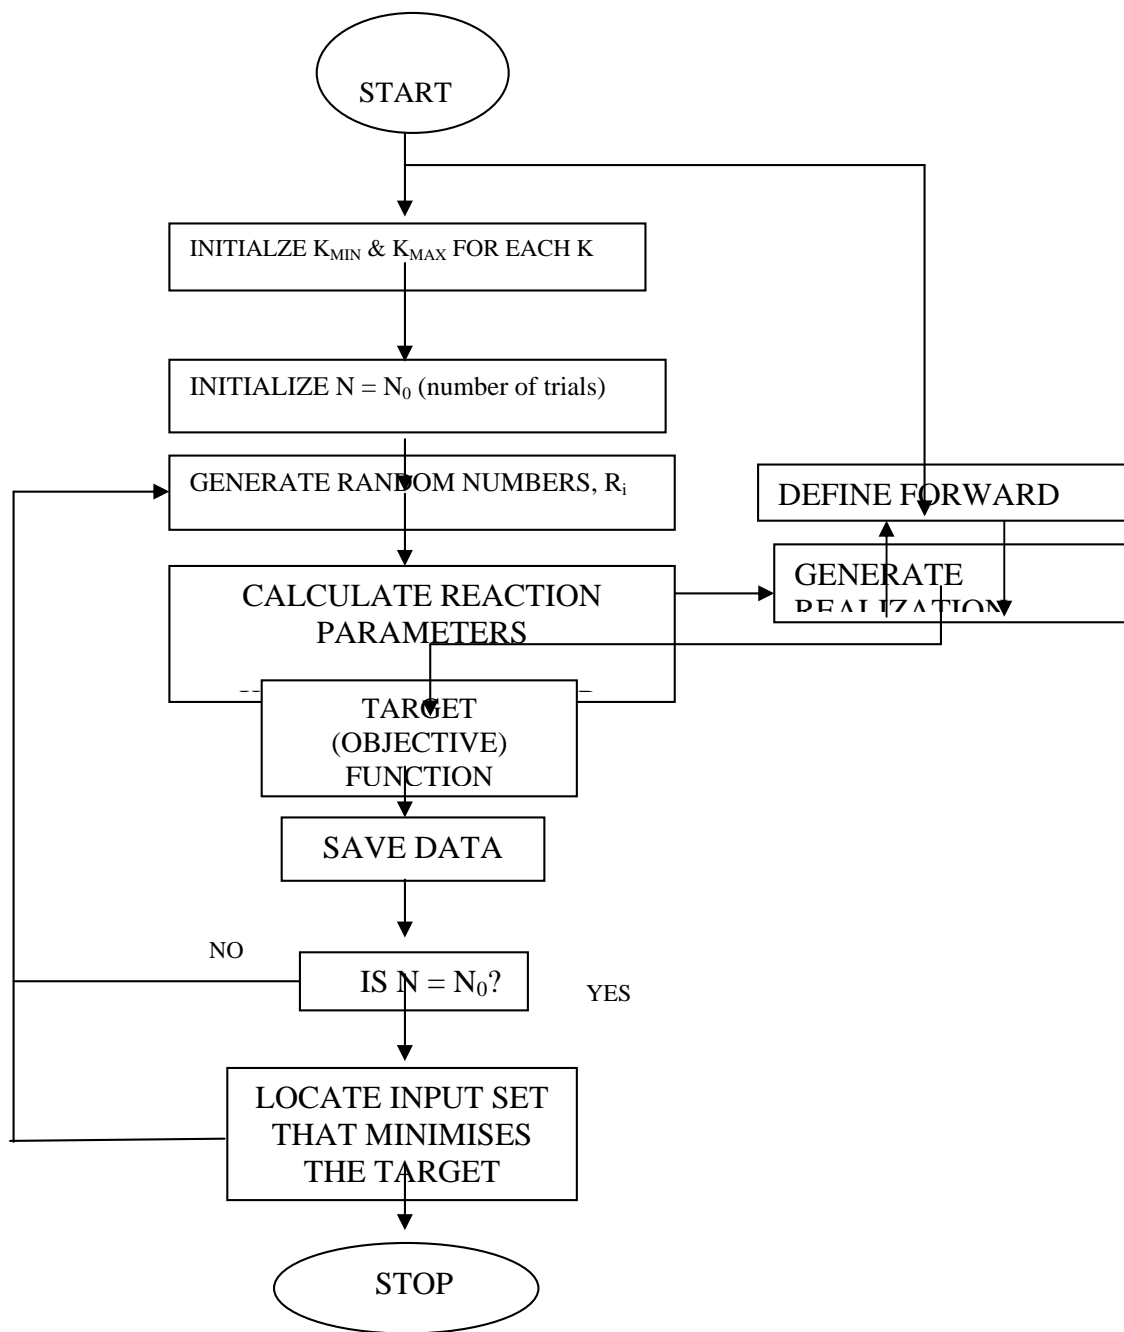 START
INITIALZE K_MIN & K_MAX FOR EACH K
INITIALIZE N = N₀ (number of trials)
GENERATE RANDOM NUMBERS, Rᵢ
DEFINE FORWARD
GENERATE
REALIZATION
CALCULATE REACTION
PARAMETERS
TARGET
(OBJECTIVE)
FUNCTION
SAVE DATA
NO
IS N = N₀?
YES
LOCATE INPUT SET
THAT MINIMISES
THE TARGET
STOP